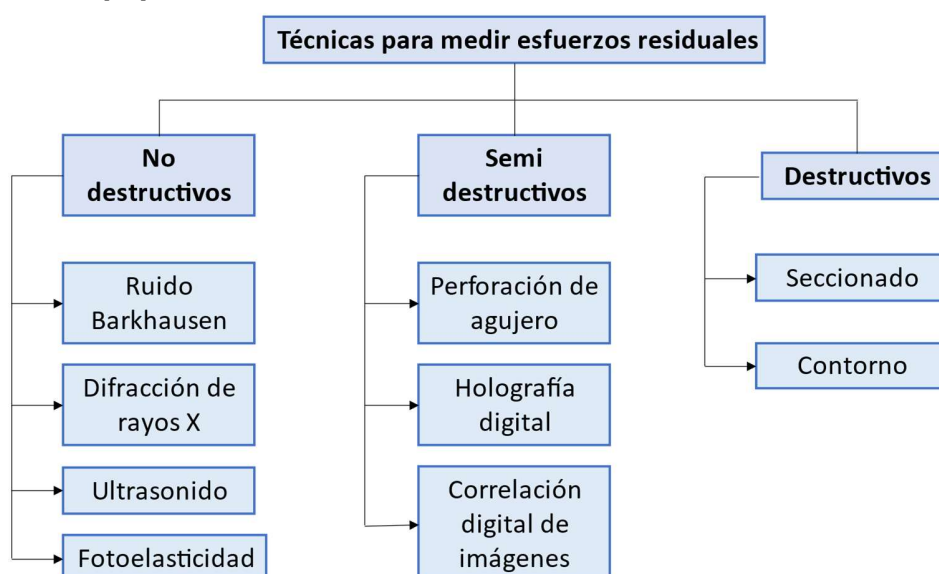 Técnicas para medir esfuerzos residuales
No
destructivos
Semi
destructivos
Destructivos
Ruido
Barkhausen
Difracción de
rayos X
Ultrasonido
Fotoelasticidad
Perforación de
agujero
Holografía
digital
Correlación
digital de
imágenes
Seccionado
Contorno